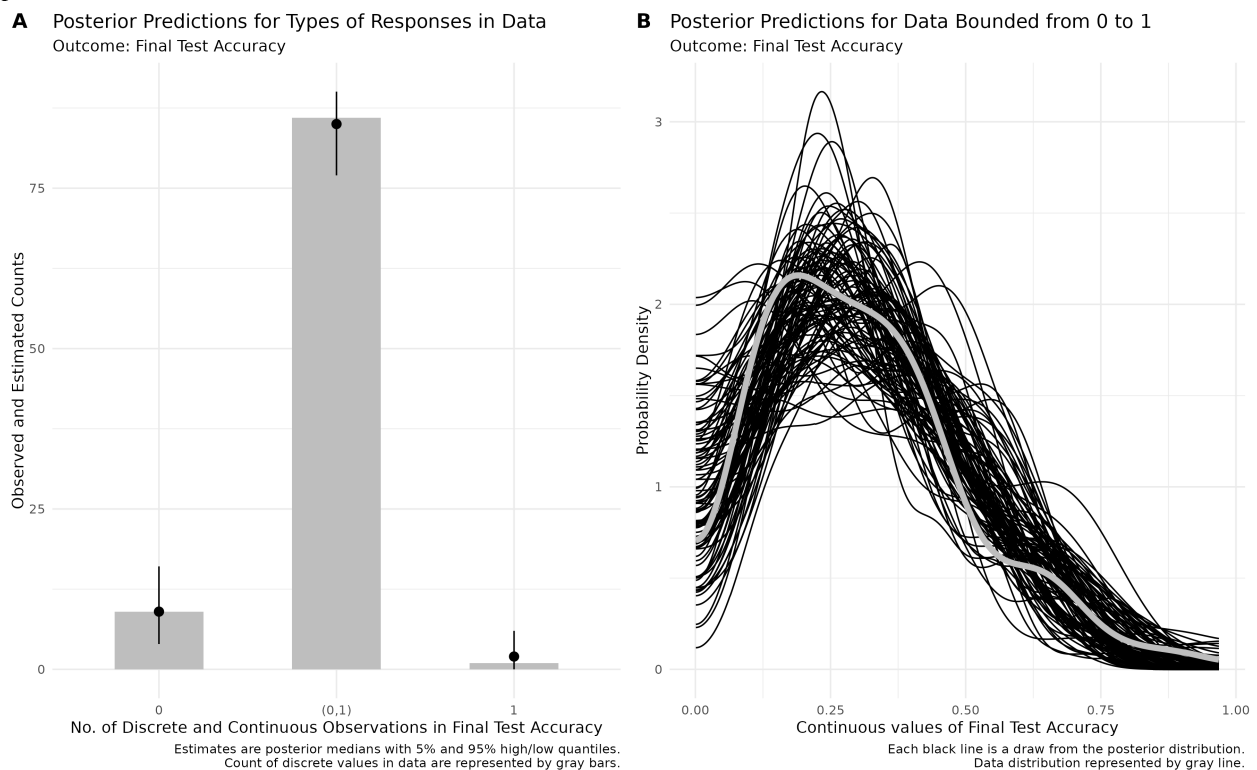 A Posterior Predictions for Types of Responses in Data
Outcome: Final Test Accuracy
Observed and Estimated Counts
75
50
25
0
0 (0,1) 1
No. of Discrete and Continuous Observations in Final Test Accuracy
Estimates are posterior medians with 5% and 95% high/low quantiles.
Count of discrete values in data are represented by gray bars.
B Posterior Predictions for Data Bounded from 0 to 1
Outcome: Final Test Accuracy
Probability Density
3
2
1
0
0.00 0.25 0.50 0.75 1.00
Continuous values of Final Test Accuracy
Each black line is a draw from the posterior distribution.
Data distribution represented by gray line.